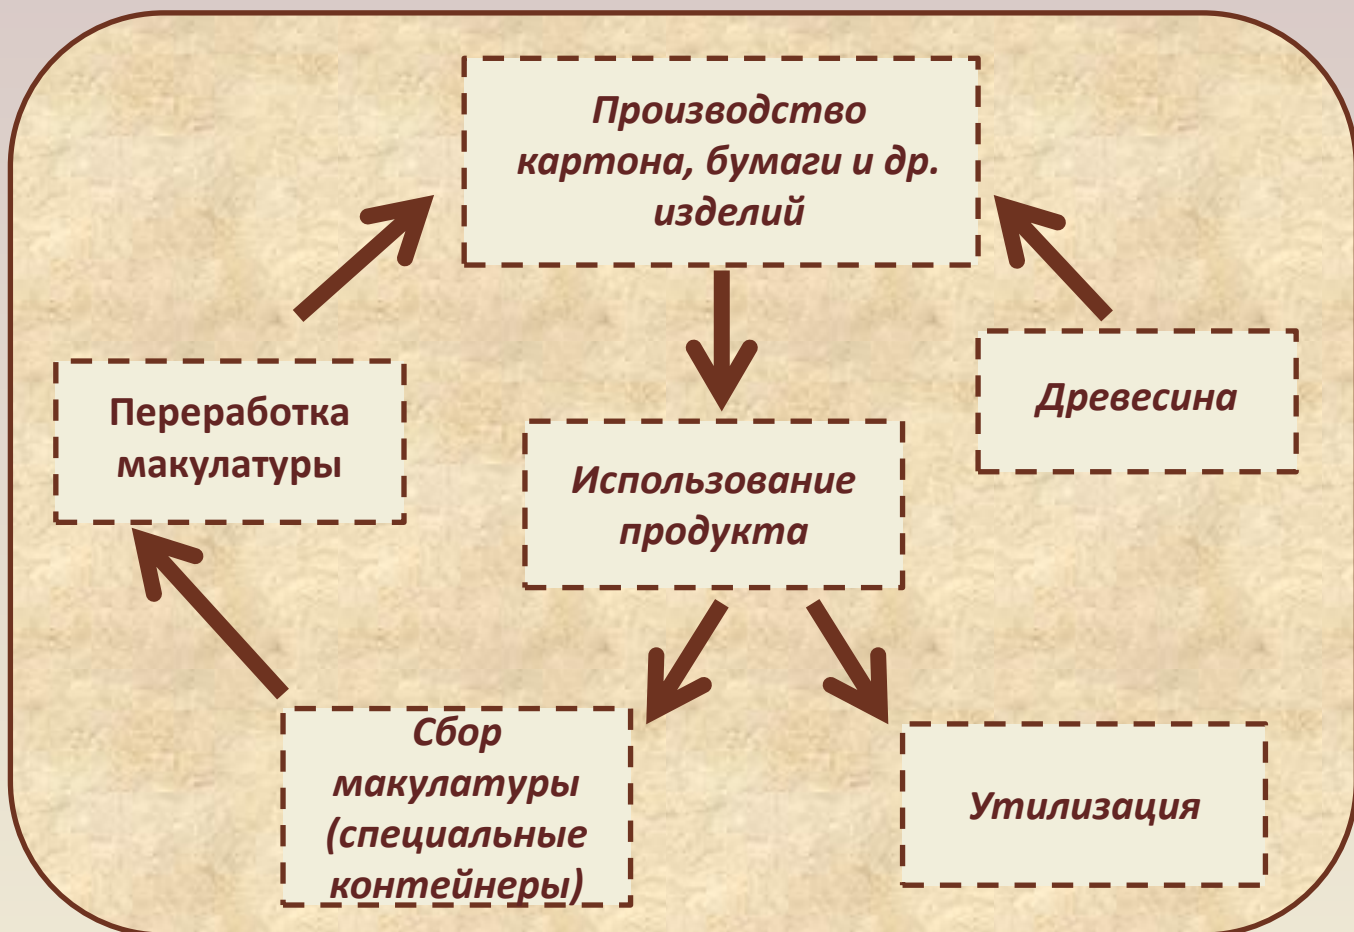 Производство
картона, бумаги и др.
изделий
Древесина
Переработка
макулатуры
Использование
продукта
Сбор
макулатуры
(специальные
контейнеры)
Утилизация